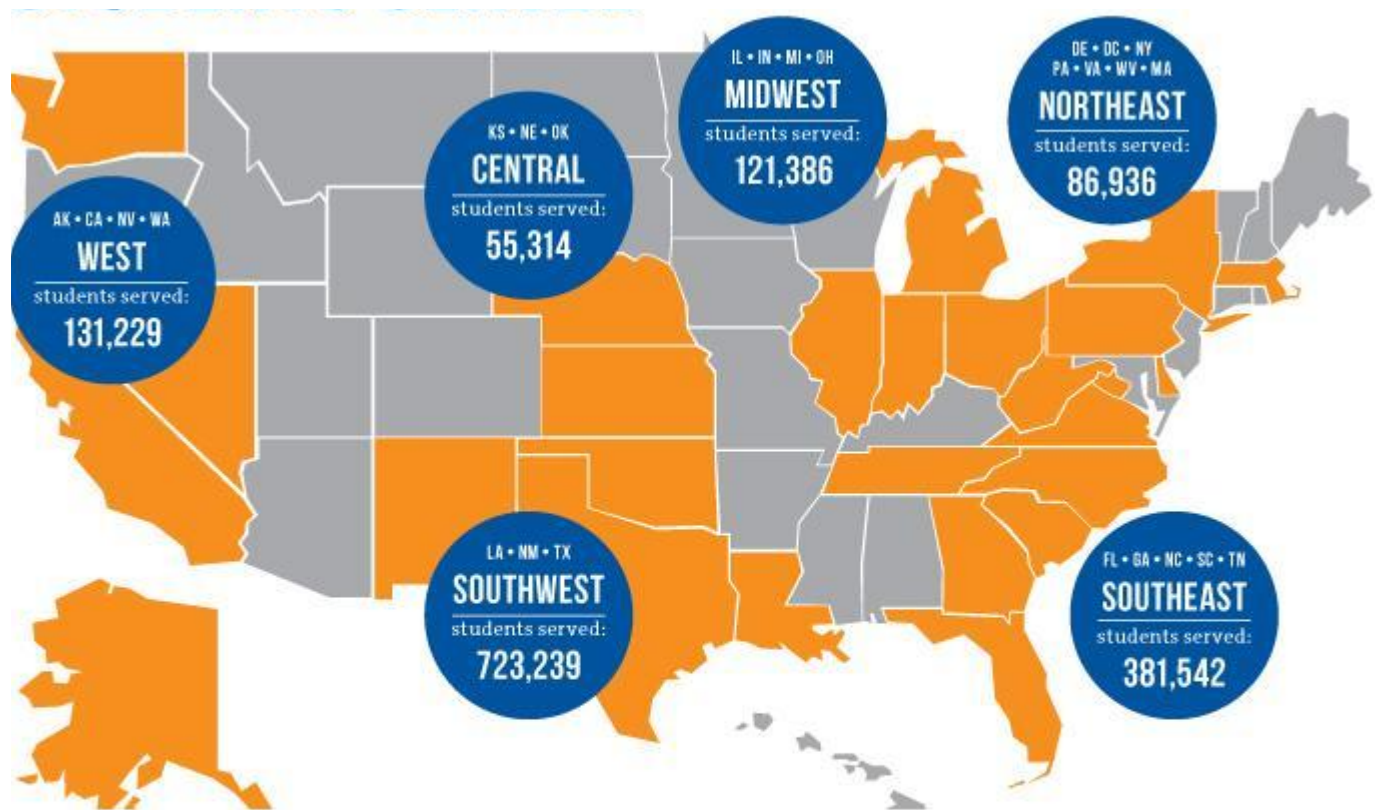 IL • IN • MI • OH
MIDWEST
students served:
121,386
DE • DC • NY
PA • VA • WV • MA
NORTHEAST
students served:
86,936
KS • NE • OK
CENTRAL
students served:
55,314
AK • CA • NV • WA
WEST
students served:
131,229
LA • NM • TX
SOUTHWEST
students served:
723,239
FL • GA • NC • SC • TN
SOUTHEAST
students served:
381,542